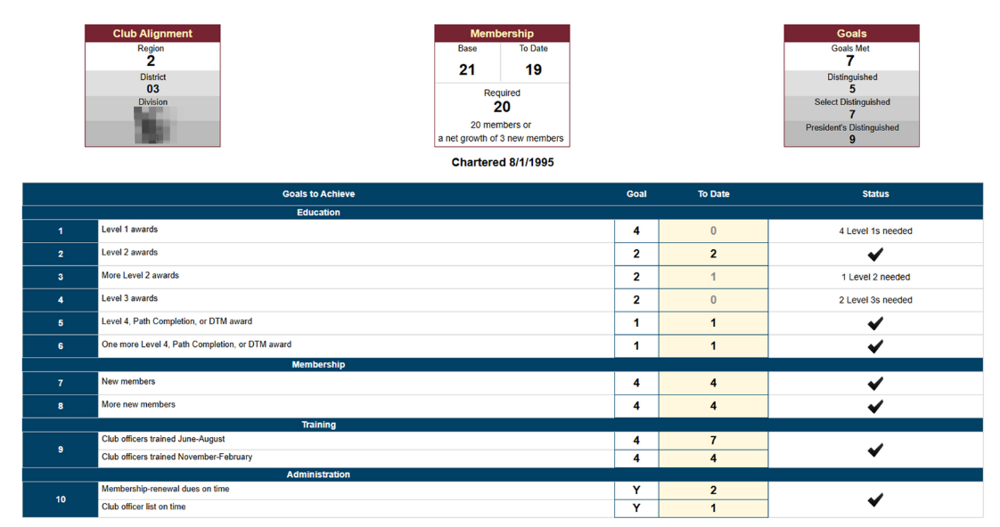 Club Alignment
Region
2
District
03
Division
Membership
Base To Date
21 19
Required
20
20 members or
a net growth of 3 new members
Goals
Goals Met
7
Distinguished
5
Select Distinguished
7
President's Distinguished
9
Chartered 8/1/1995
Goals to Achieve Goal To Date Status
Education
1 Level 1 awards 4 0 4 Level 1s needed
2 Level 2 awards 2 2 ✔
3 More Level 2 awards 2 1 1 Level 2 needed
4 Level 3 awards 2 0 2 Level 3s needed
5 Level 4, Path Completion, or DTM award 1 1 ✔
6 One more Level 4, Path Completion, or DTM award 1 1 ✔
Membership
7 New members 4 4 ✔
8 More new members 4 4 ✔
Training
9 Club officers trained June-August 4 7 ✔
Club officers trained November-February 4 4
Administration
10 Membership-renewal dues on time Y 2 ✔
Club officer list on time Y 1